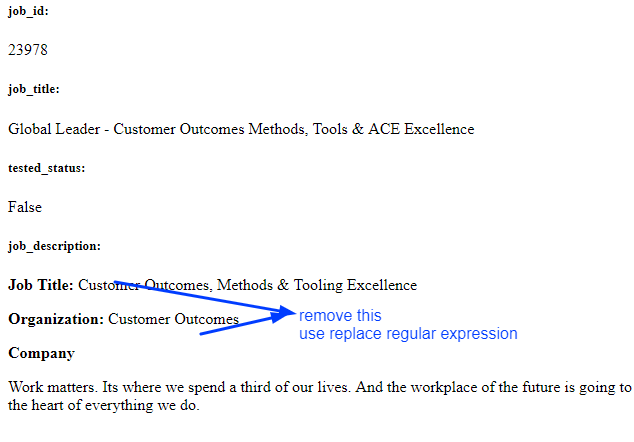 job_id:
23978
job_title:
Global Leader - Customer Outcomes Methods, Tools & ACE Excellence
tested_status:
False
job_description:
Job Title: Customer Outcomes, Methods & Tooling Excellence
Organization: Customer Outcomes
remove this
use replace regular expression
Company
Work matters. Its where we spend a third of our lives. And the workplace of the future is going to
the heart of everything we do.